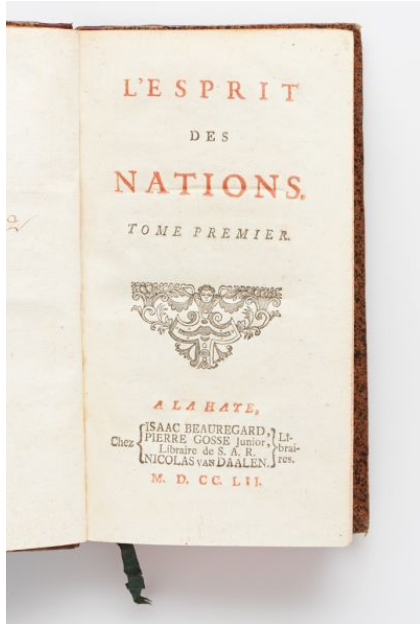 L'ESPRIT
DES
NATIONS.
TOME PREMIER.
A LA HAYE,
Chez
ISAAC BEAUREGARD,
PIERRE GOSSE Junior,
Libraire de S. A. R.
NICOLAS VAN DAALEN.
Li-
brai-
res.
M. D. CC. LII.